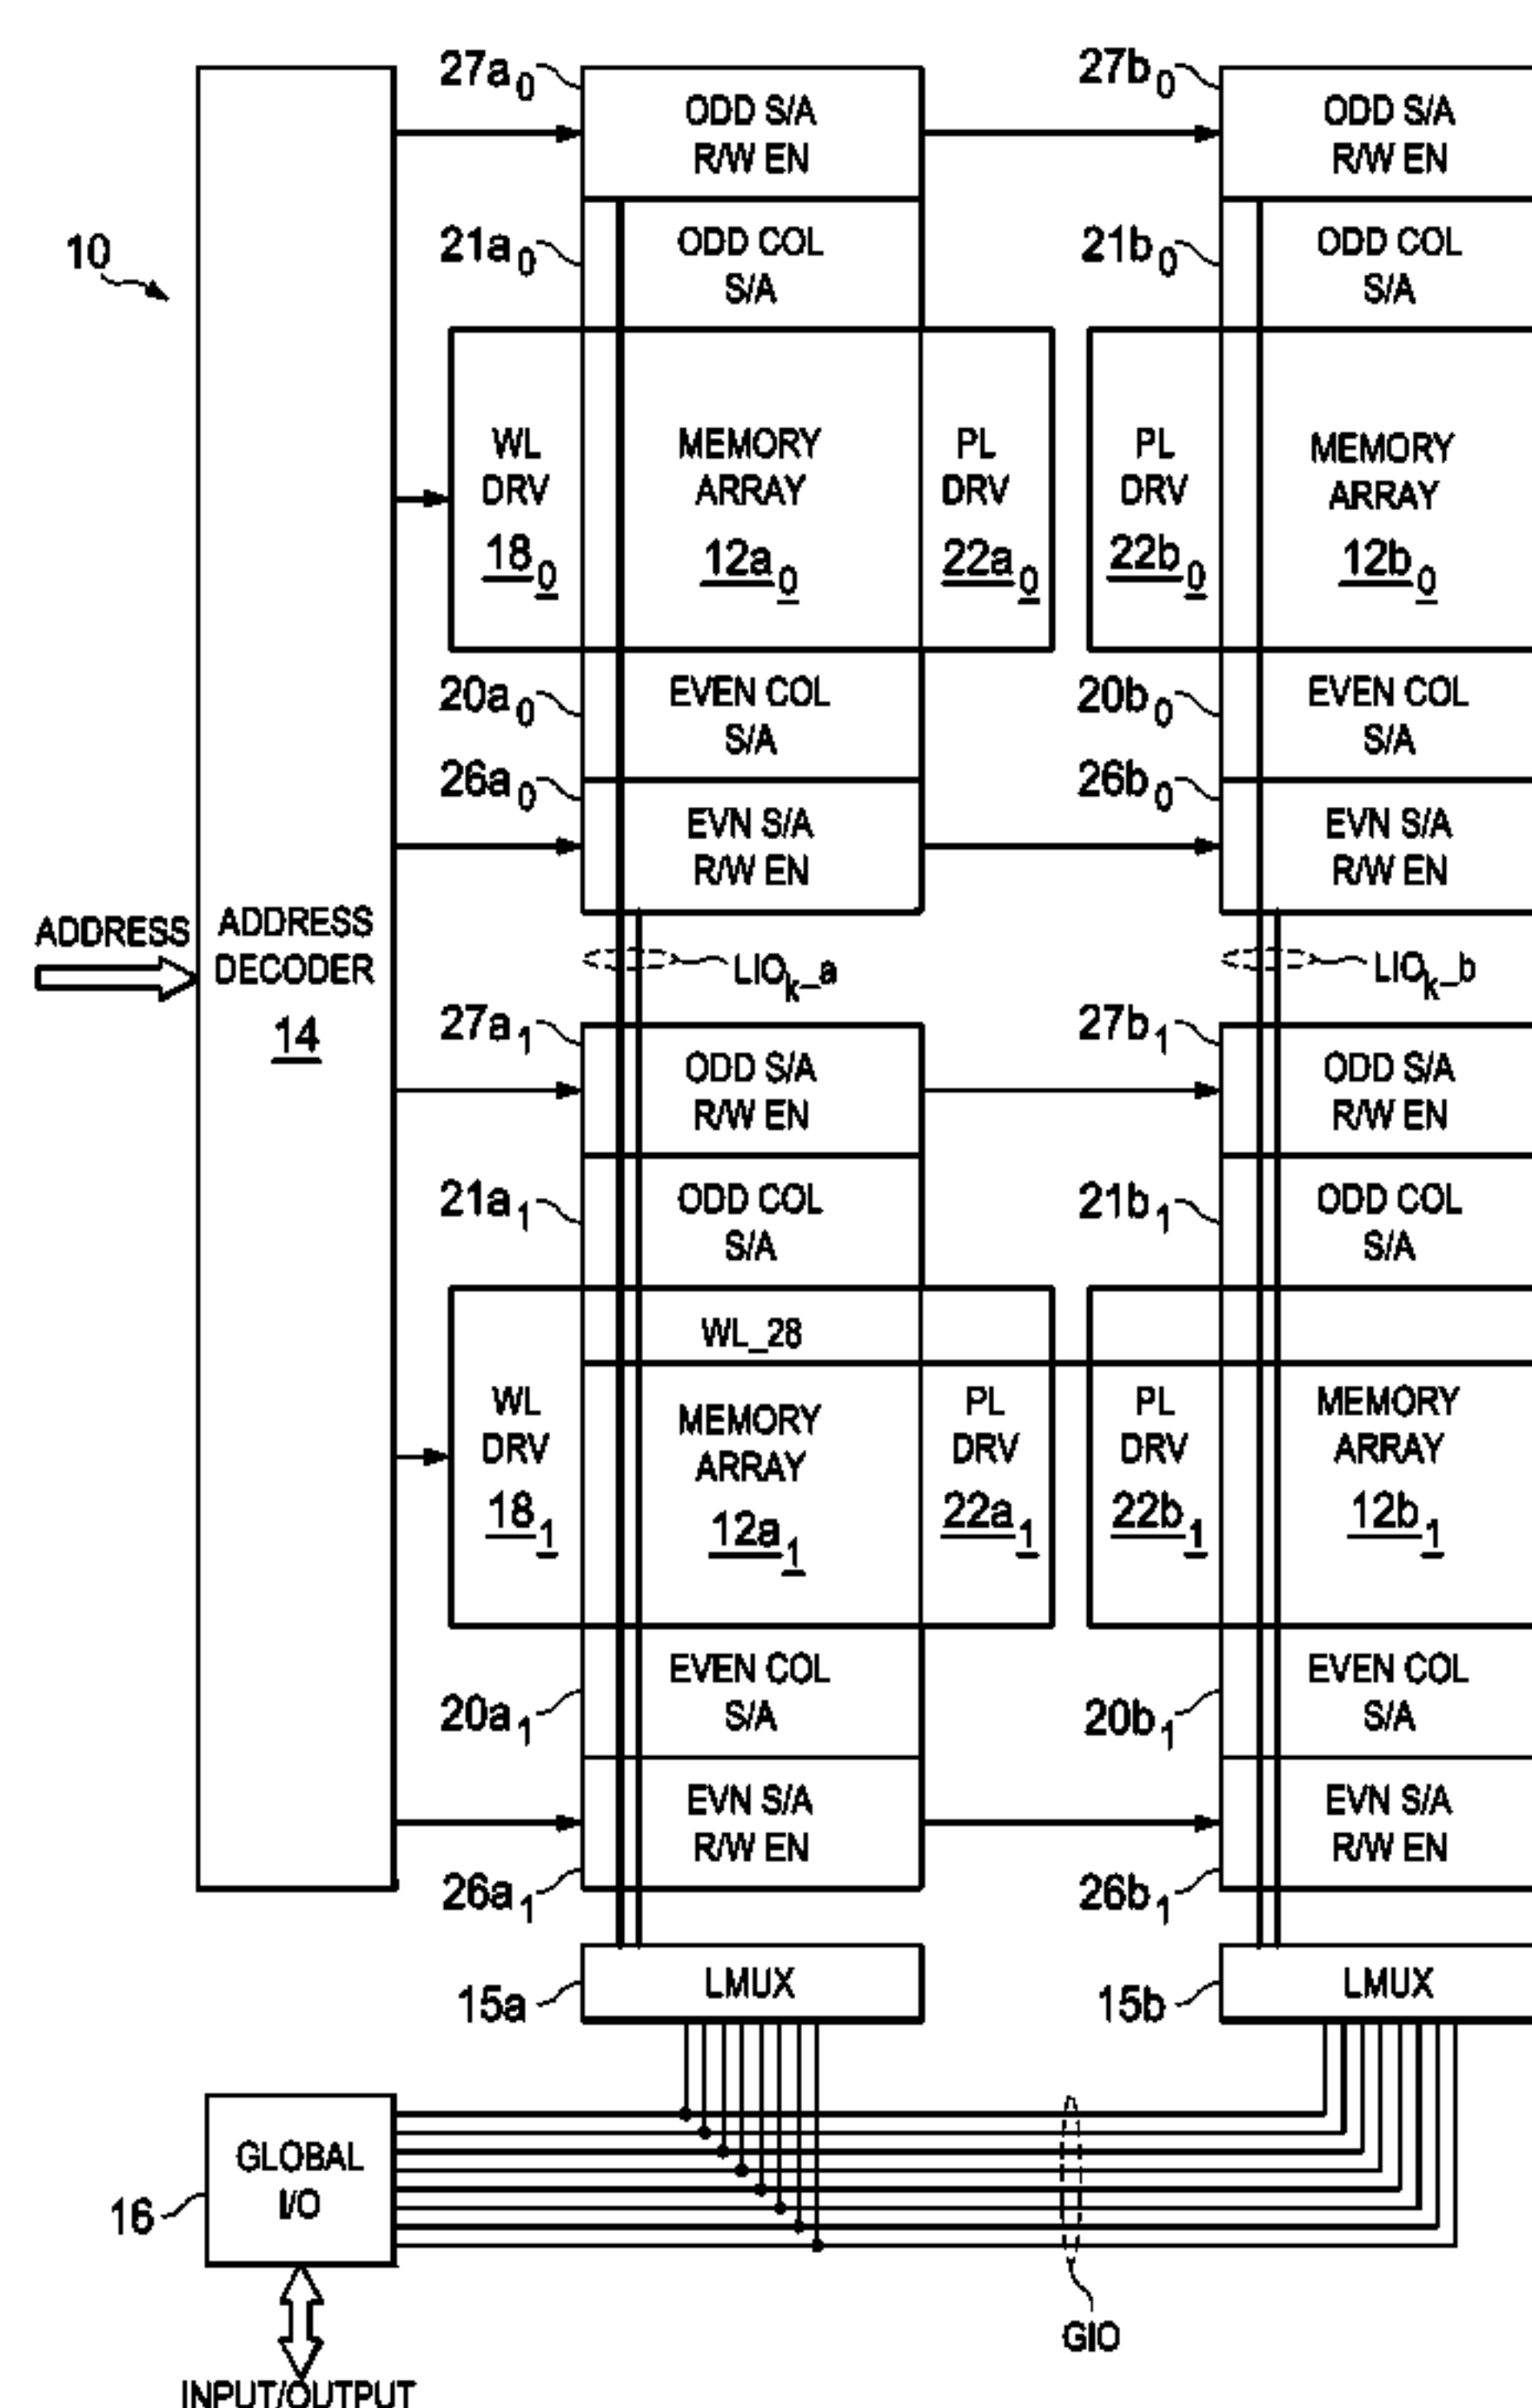 27a0
ODD S/A
R/W EN
27b0
ODD S/A
R/W EN
10
21a0
ODD COL
S/A
21b0
ODD COL
S/A
WL
DRV
18_0
MEMORY
ARRAY
12a0
PL
DRV
22a0
PL
DRV
22b0
MEMORY
ARRAY
12b0
20a0
EVEN COL
S/A
20b0
EVEN COL
S/A
26a0
EVN S/A
R/W EN
26b0
EVN S/A
R/W EN
ADDRESS
ADDRESS
DECODER
14
LIOk_a
LIOk_b
27a1
ODD S/A
R/W EN
27b1
ODD S/A
R/W EN
21a1
ODD COL
S/A
21b1
ODD COL
S/A
WL_28
WL
DRV
18_1
MEMORY
ARRAY
12a1
PL
DRV
22a1
PL
DRV
22b1
MEMORY
ARRAY
12b1
20a1
EVEN COL
S/A
20b1
EVEN COL
S/A
26a1
EVN S/A
R/W EN
26b1
EVN S/A
R/W EN
15a
LMUX
15b
LMUX
16
GLOBAL
I/O
GIO
INPUT/OUTPUT